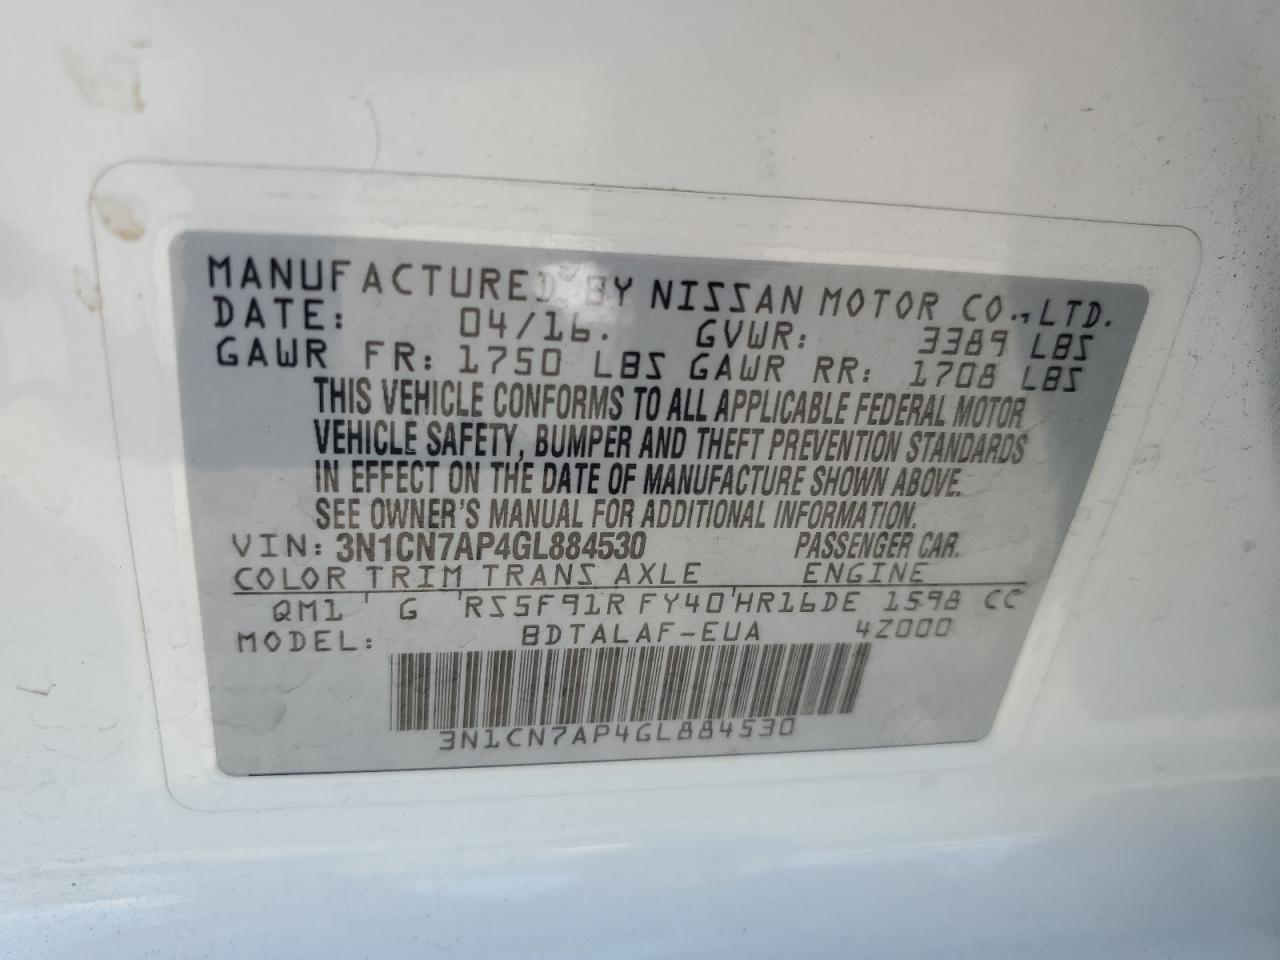 MANUFACTURED BY NISSAN MOTOR CO., LTD.
DATE: 04/16. GVWR: 3389 LBS
GAWR FR: 1750 LBS GAWR RR: 1708 LBS
THIS VEHICLE CONFORMS TO ALL APPLICABLE FEDERAL MOTOR
VEHICLE SAFETY, BUMPER AND THEFT PREVENTION STANDARDS
IN EFFECT ON THE DATE OF MANUFACTURE SHOWN ABOVE.
SEE OWNER'S MANUAL FOR ADDITIONAL INFORMATION.
VIN: 3N1CN7AP4GL884530 PASSENGER CAR.
COLOR TRIM TRANS AXLE ENGINE
QM1 ' G ' RS5F91R FY40 ' HR16DE 1598 CC
MODEL: BDTALAF-EUA 4Z000
3N1CN7AP4GL884530